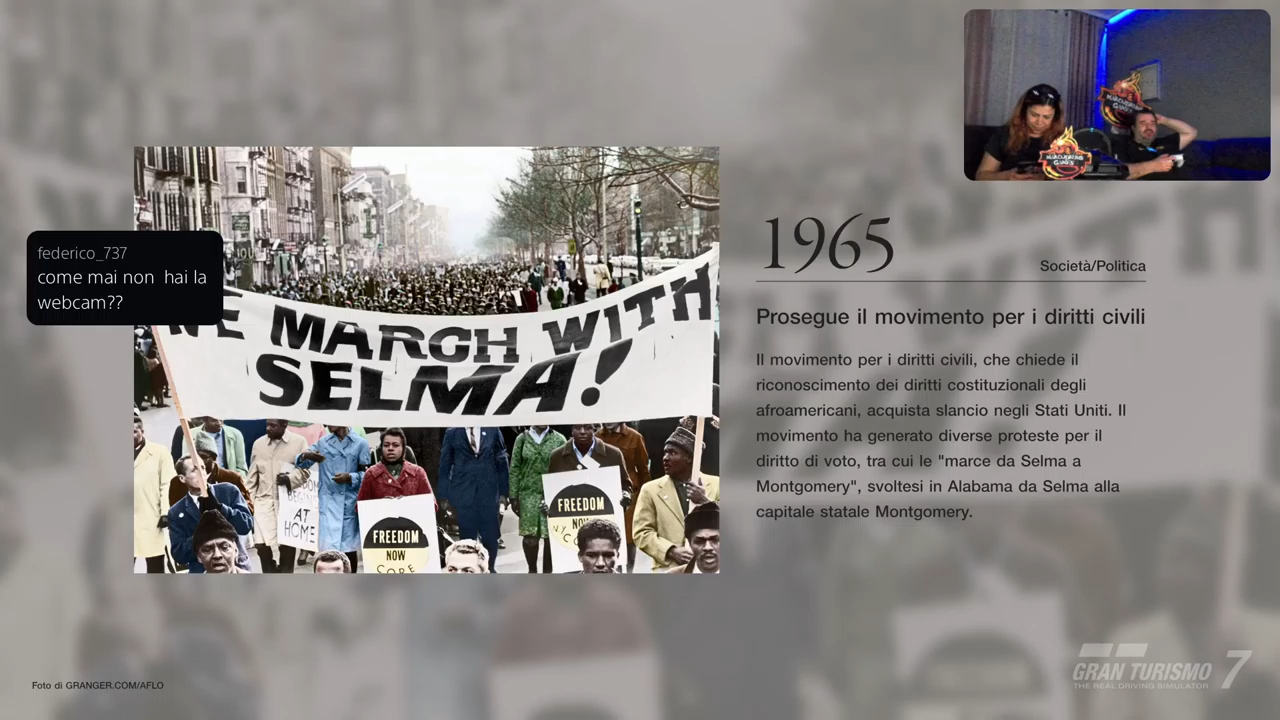 federico_737
come mai non hai la
webcam??
WE MARCH WITH
SELMA!
AT
HOME
FREEDOM
NOW
CORE
FREEDOM
NOW
1965
Società/Politica
Prosegue il movimento per i diritti civili
Il movimento per i diritti civili, che chiede il
riconoscimento dei diritti costituzionali degli
afroamericani, acquista slancio negli Stati Uniti. Il
movimento ha generato diverse proteste per il
diritto di voto, tra cui le "marce da Selma a
Montgomery", svoltesi in Alabama da Selma alla
capitale statale Montgomery.
Foto di GRANGER.COM/AFLO
GRAN TURISMO 7
THE REAL DRIVING SIMULATOR